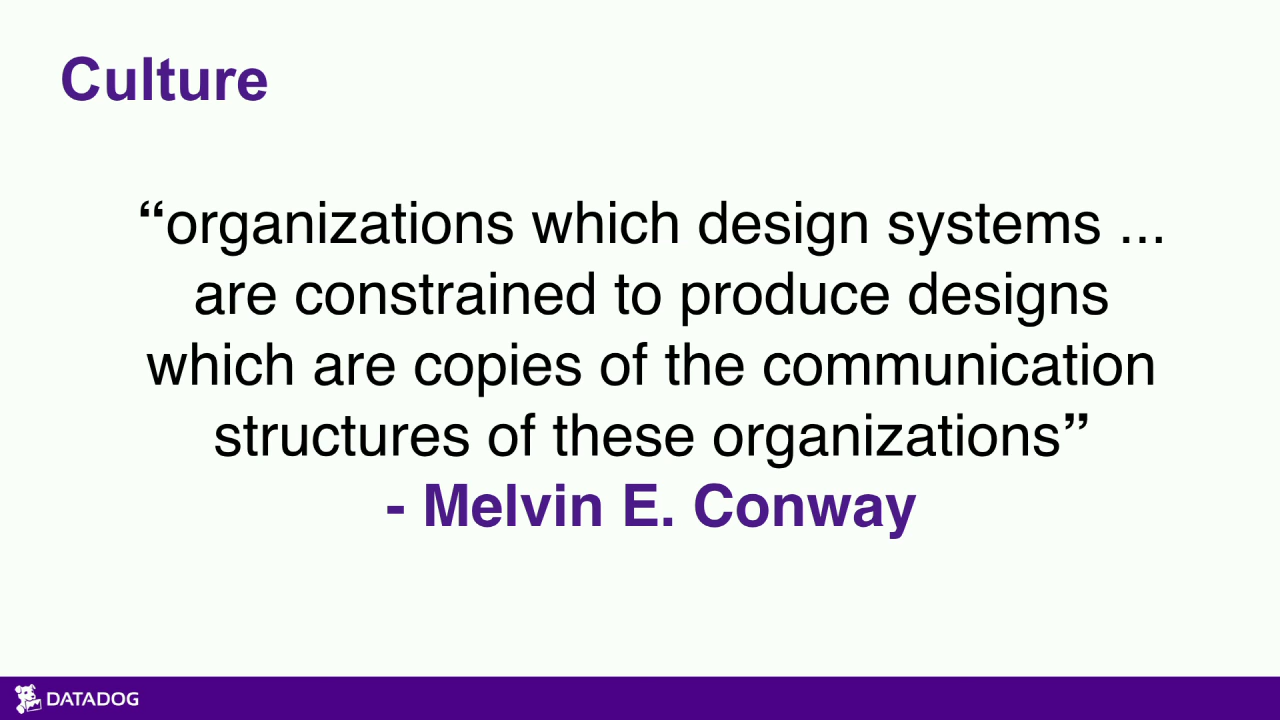 Culture
“organizations which design systems ...
are constrained to produce designs
which are copies of the communication
structures of these organizations”
- Melvin E. Conway
DATADOG